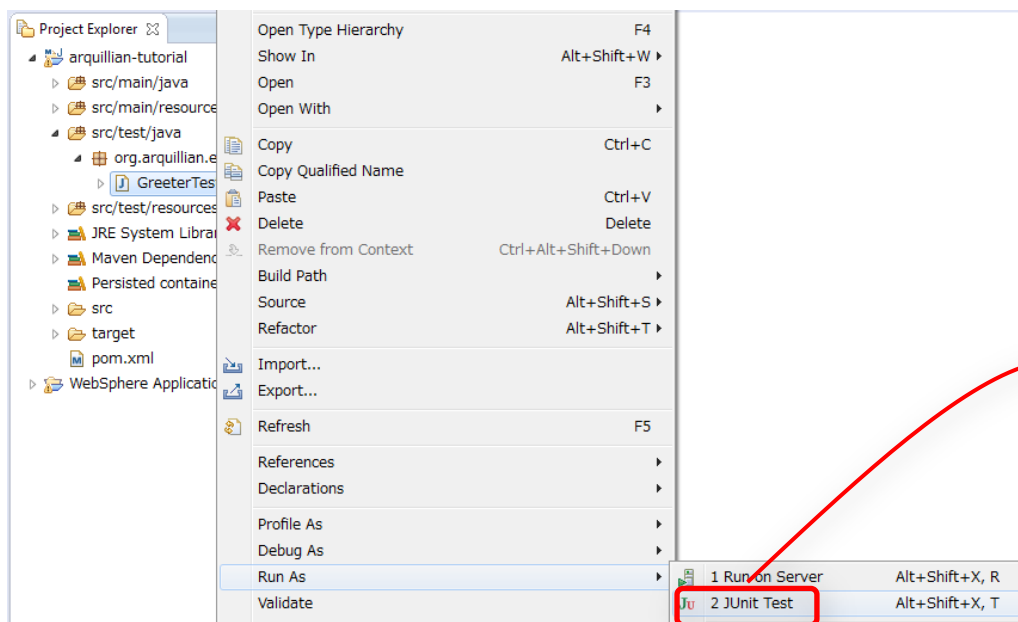 Project Explorer
arquillian-tutorial
src/main/java
src/main/resource
src/test/java
org.arquillian.e
GreeterTes
src/test/resources
JRE System Librar
Maven Dependenc
Persisted containe
src
target
pom.xml
WebSphere Applicatio
Open Type Hierarchy F4
Show In Alt+Shift+W
Open F3
Open With
Copy Ctrl+C
Copy Qualified Name
Paste Ctrl+V
Delete Delete
Remove from Context Ctrl+Alt+Shift+Down
Build Path
Source Alt+Shift+S
Refactor Alt+Shift+T
Import...
Export...
Refresh F5
References
Declarations
Profile As
Debug As
Run As
Validate
1 Run on Server Alt+Shift+X, R
JU 2 JUnit Test Alt+Shift+X, T